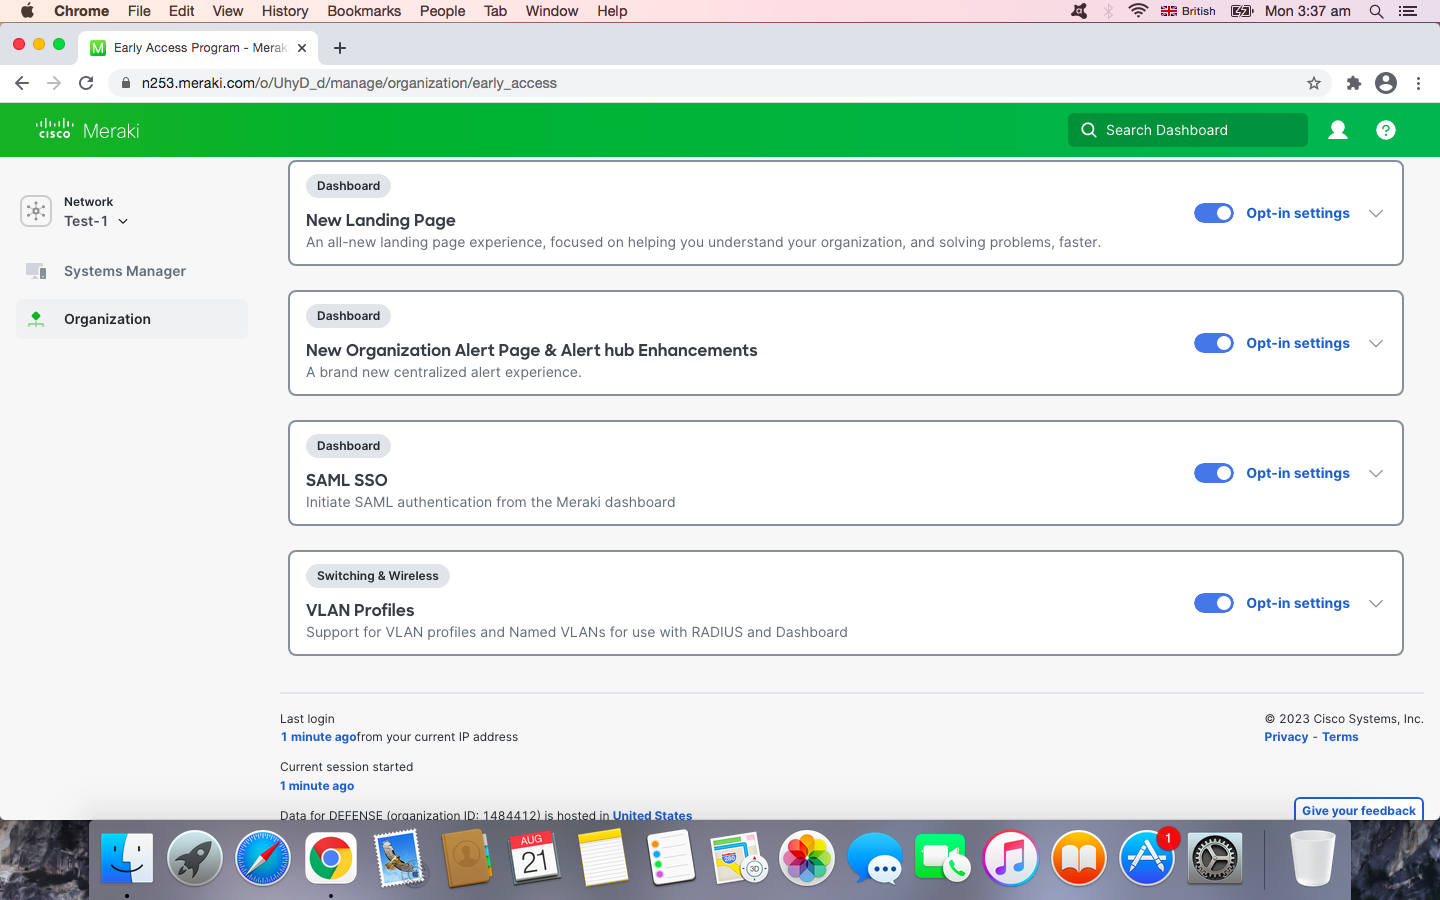 Chrome File Edit View History Bookmarks People Tab Window Help British Mon 3:37 am
Early Access Program - Merak
n253.meraki.com/o/UhyD_d/manage/organization/early_access
CISCO Meraki
Search Dashboard
Network
Test-1
Systems Manager
Organization
Dashboard
New Landing Page
An all-new landing page experience, focused on helping you understand your organization, and solving problems, faster.
Opt-in settings
Dashboard
New Organization Alert Page & Alert hub Enhancements
A brand new centralized alert experience.
Opt-in settings
Dashboard
SAML SSO
Initiate SAML authentication from the Meraki dashboard
Opt-in settings
Switching & Wireless
VLAN Profiles
Support for VLAN profiles and Named VLANs for use with RADIUS and Dashboard
Opt-in settings
Last login
1 minute agofrom your current IP address
Current session started
1 minute ago
Data for DEFENSE (organization ID: 1484412) is hosted in United States
© 2023 Cisco Systems, Inc.
Privacy - Terms
Give your feedback
AUG
21
280
3D
1